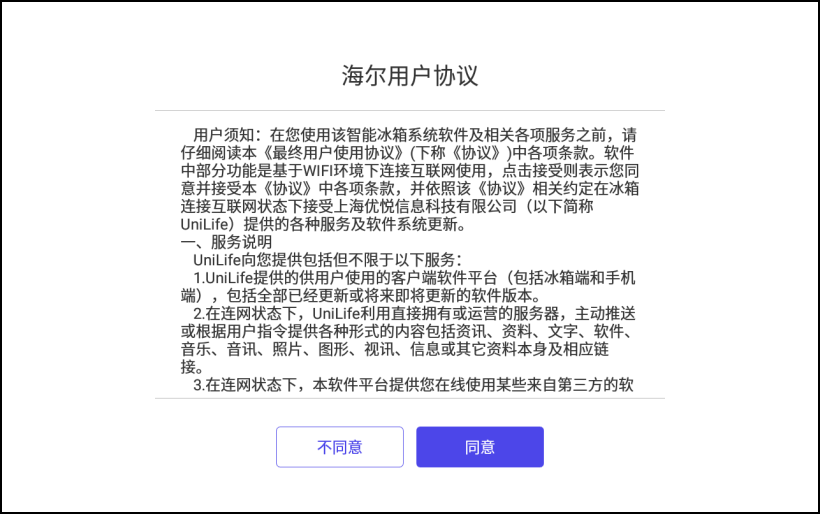 海尔用户协议
用户须知：在您使用该智能冰箱系统软件及相关各项服务之前，请
仔细阅读本《最终用户使用协议》(下称《协议》)中各项条款。软件
中部分功能是基于WIFI环境下连接互联网使用，点击接受则表示您同
意并接受本《协议》中各项条款，并依照该《协议》相关约定在冰箱
连接互联网状态下接受上海优悦信息科技有限公司（以下简称
UniLife）提供的各种服务及软件系统更新。
一、服务说明
UniLife向您提供包括但不限于以下服务：
1.UniLife提供的供用户使用的客户端软件平台（包括冰箱端和手机
端），包括全部已经更新或将来即将更新的软件版本。
2.在连网状态下，UniLife利用直接拥有或运营的服务器，主动推送
或根据用户指令提供各种形式的内容包括资讯、资料、文字、软件、
音乐、音讯、照片、图形、视讯、信息或其它资料本身及相应链
接。
3.在连网状态下，本软件平台提供您在线使用某些来自第三方的软
不同意
同意